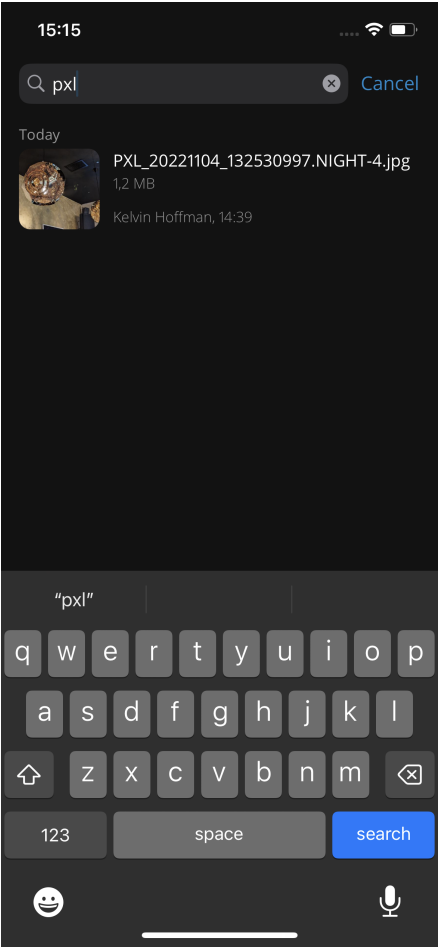 15:15
pxl
Cancel
Today
PXL_20221104_132530997.NIGHT-4.jpg
1,2 MB
Kelvin Hoffman, 14:39
“pxl”
q w e r t y u i o p
a s d f g h j k l
z x c v b n m
123 space search